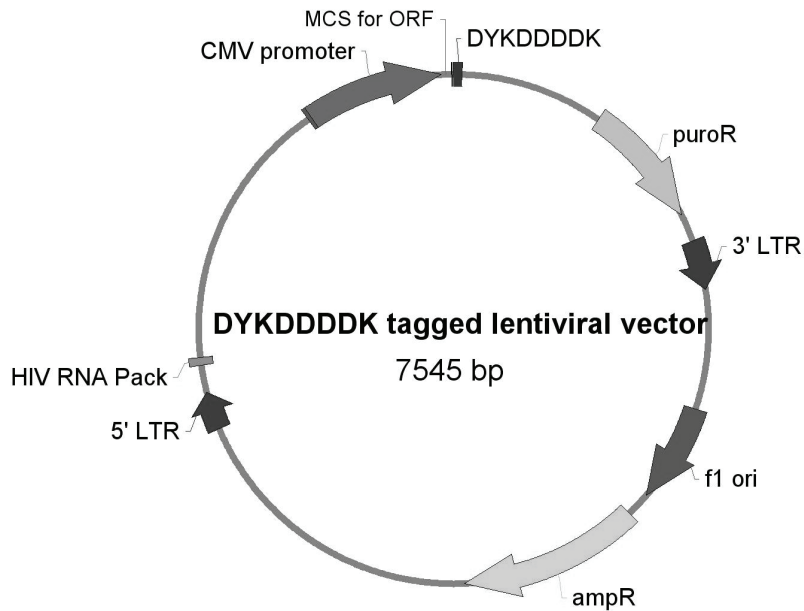 MCS for ORF
DYKDDDDK
CMV promoter
puroR
3' LTR
DYKDDDDK tagged lentiviral vector
7545 bp
HIV RNA Pack
5' LTR
f1 ori
ampR